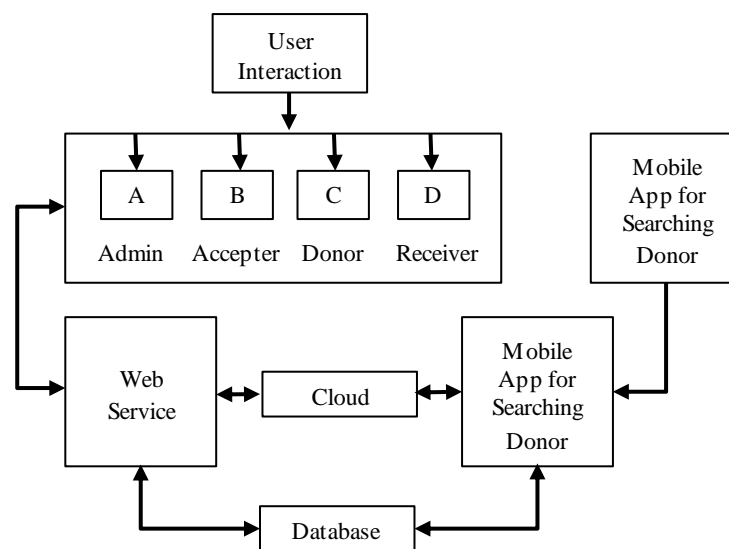 User
Interaction
A B C D
Admin Accepter Donor Receiver
Mobile
App for
Searching
Donor
Web
Service
Cloud
Mobile
App for
Searching
Donor
Database